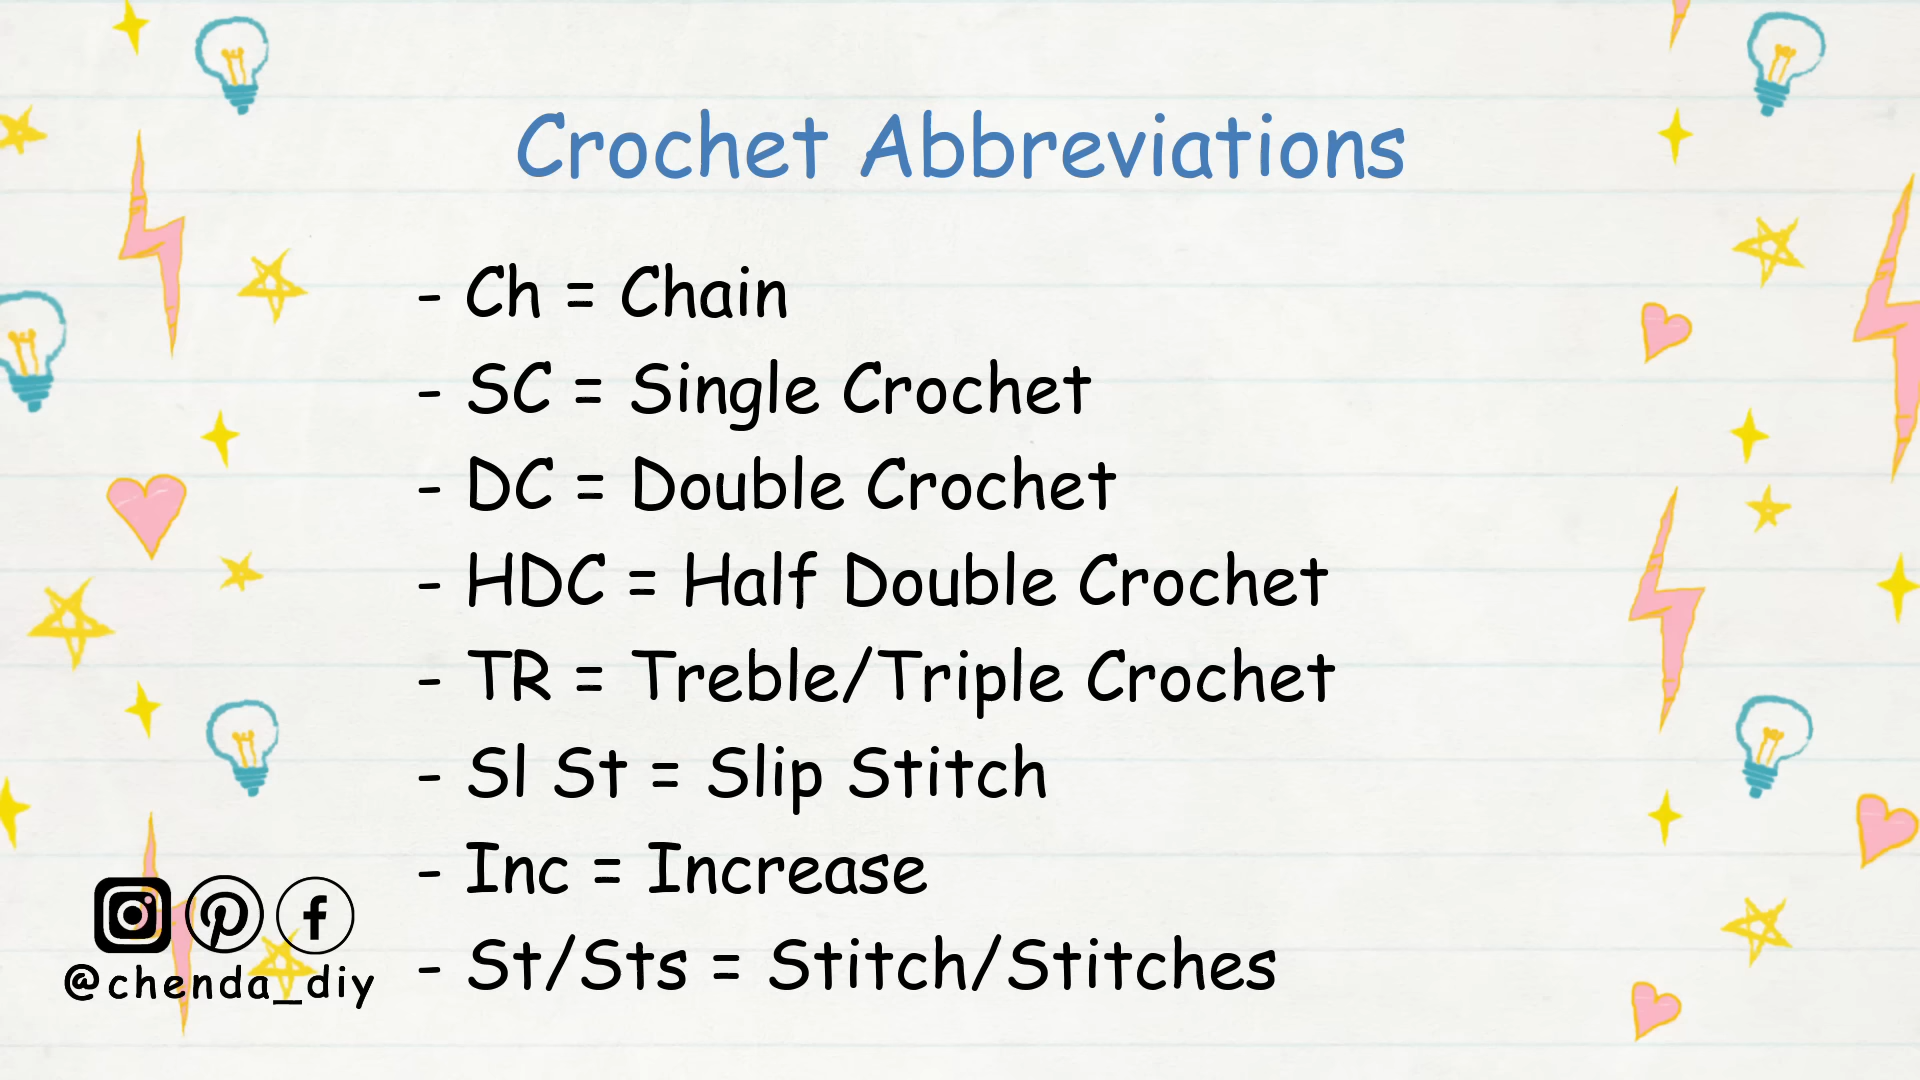 Crochet Abbreviations
- Ch = Chain
- SC = Single Crochet
- DC = Double Crochet
- HDC = Half Double Crochet
- TR = Treble/Triple Crochet
- Sl St = Slip Stitch
- Inc = Increase
- St/Sts = Stitch/Stitches
@chenda_diy